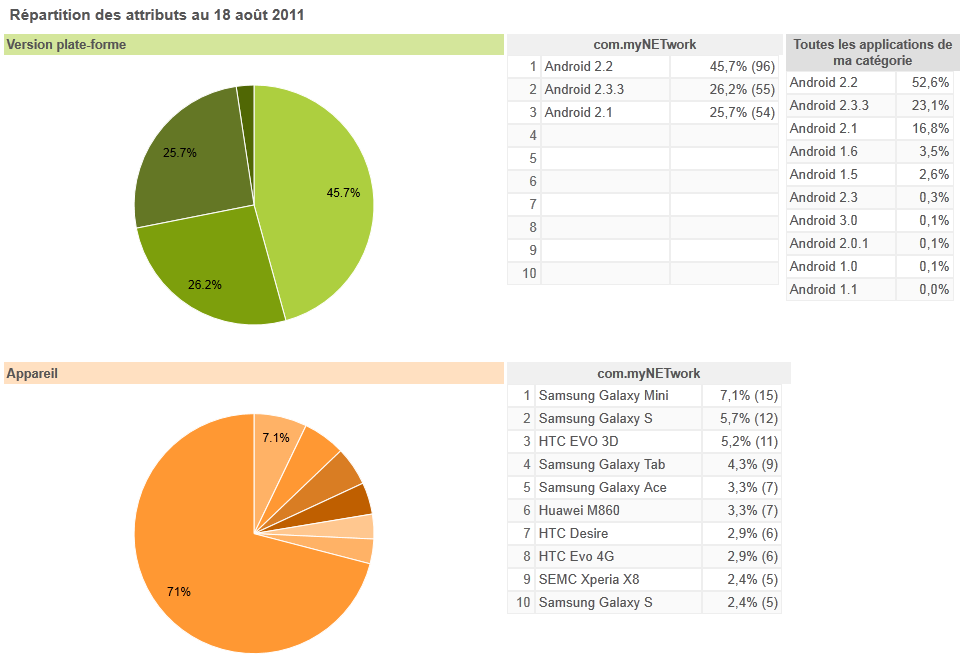 Répartition des attributs au 18 août 2011
Version plate-forme
25.7%
45.7%
26.2%
com.myNETwork
1 Android 2.2 45,7% (96)
2 Android 2.3.3 26,2% (55)
3 Android 2.1 25,7% (54)
4
5
6
7
8
9
10
Toutes les applications de
ma catégorie
Android 2.2 52,6%
Android 2.3.3 23,1%
Android 2.1 16,8%
Android 1.6 3,5%
Android 1.5 2,6%
Android 2.3 0,3%
Android 3.0 0,1%
Android 2.0.1 0,1%
Android 1.0 0,1%
Android 1.1 0,0%
Appareil
7.1%
71%
com.myNETwork
1 Samsung Galaxy Mini 7,1% (15)
2 Samsung Galaxy S 5,7% (12)
3 HTC EVO 3D 5,2% (11)
4 Samsung Galaxy Tab 4,3% (9)
5 Samsung Galaxy Ace 3,3% (7)
6 Huawei M860 3,3% (7)
7 HTC Desire 2,9% (6)
8 HTC Evo 4G 2,9% (6)
9 SEMC Xperia X8 2,4% (5)
10 Samsung Galaxy S 2,4% (5)